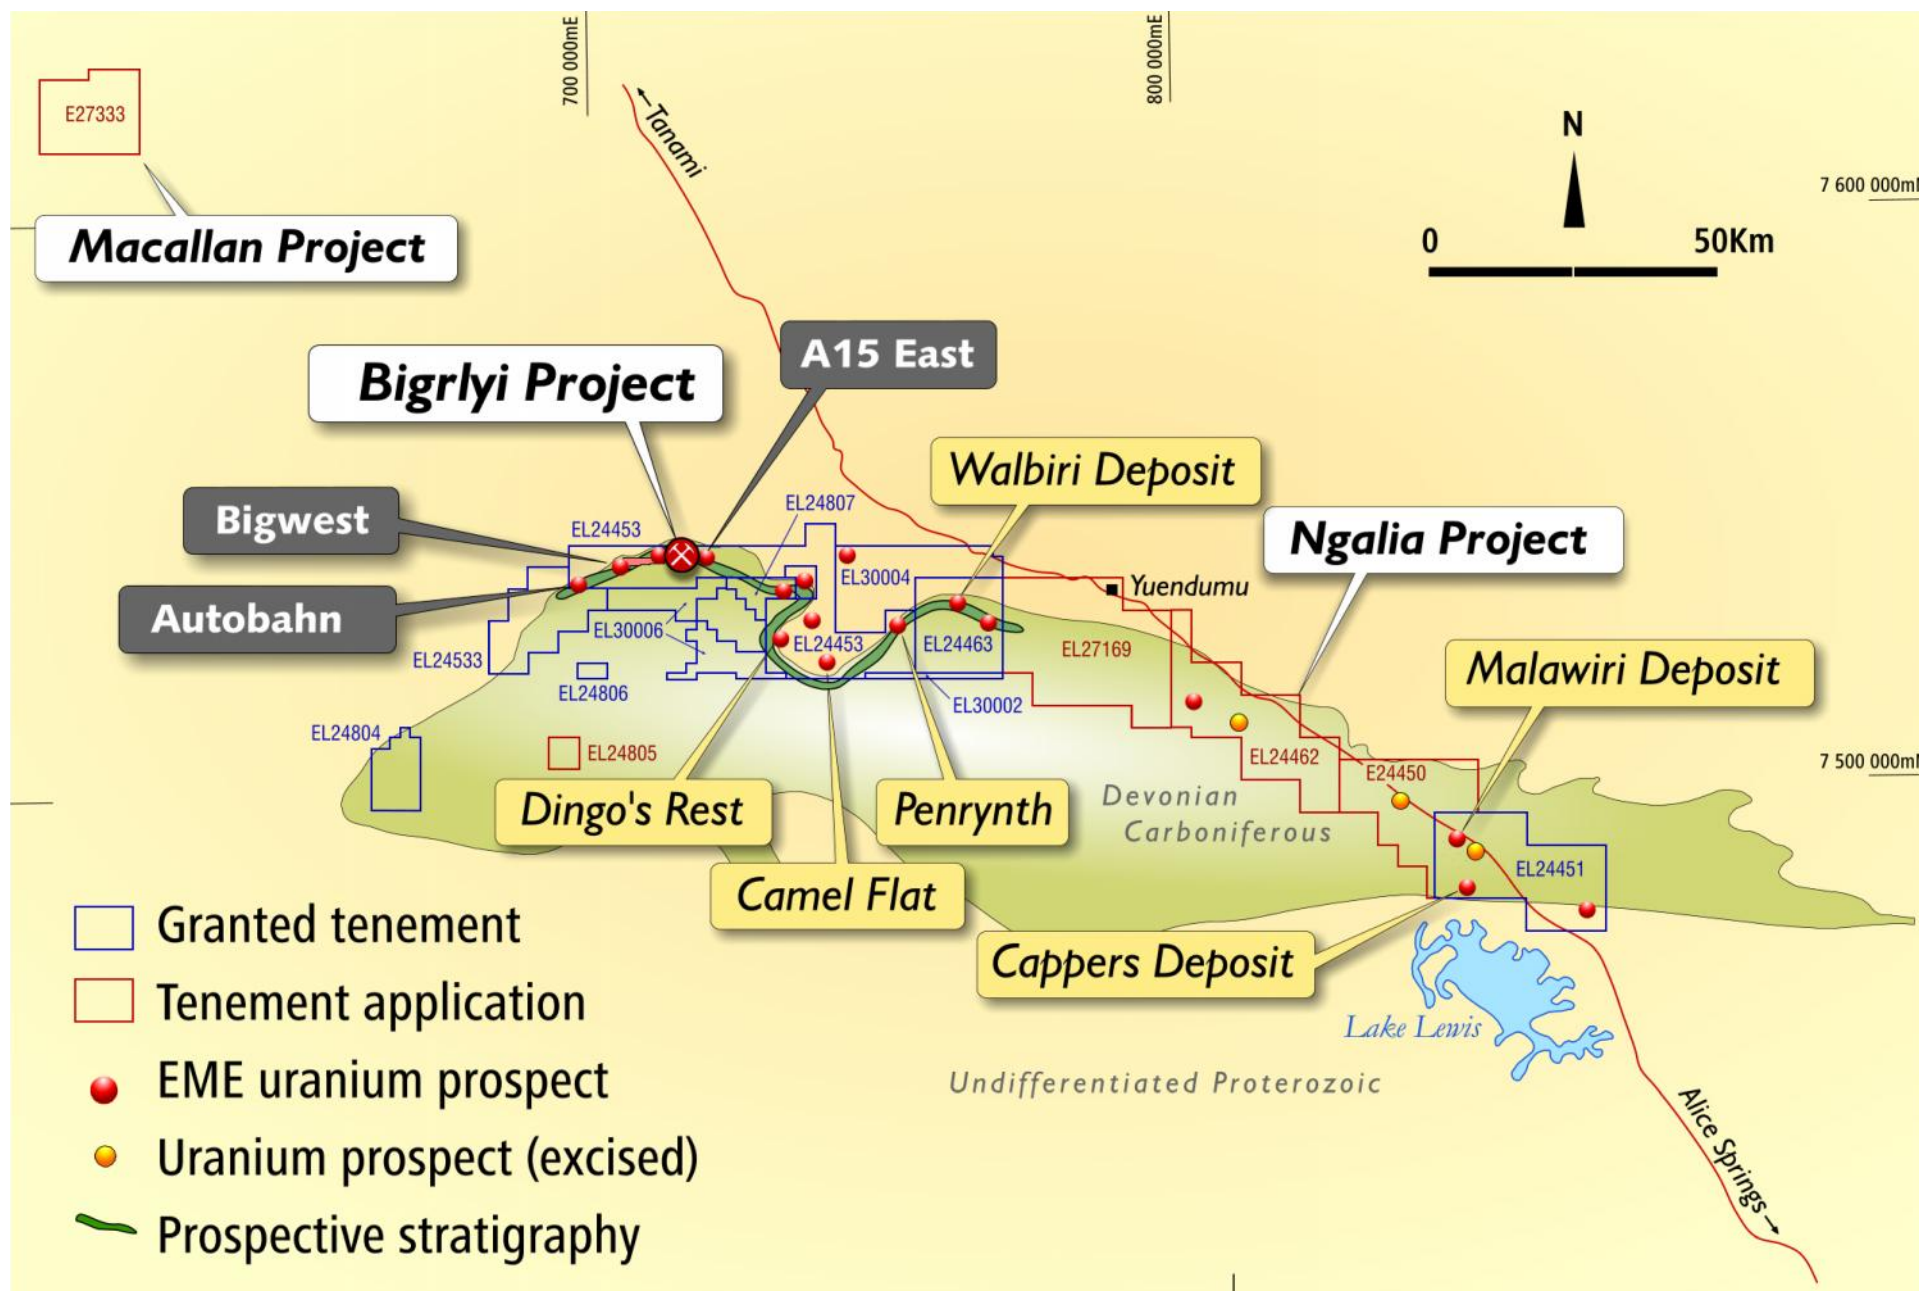 700 000mE
800 000mE
E27333
Tanami
N
7 600 000m
Macallan Project
0
50Km
A15 East
Bigrlyi Project
Walbiri Deposit
EL24807
Bigwest
EL24453
Ngalia Project
EL30004
Yuendumu
Autobahn
EL30006
EL24453
EL24463
EL27169
EL24533
Malawiri Deposit
EL24806
EL30002
EL24804
EL24805
EL24462
7 500 000m
E24450
Dingo's Rest
Penrynth
Devonian
Carboniferous
EL24451
Camel Flat
Granted tenement
Cappers Deposit
Tenement application
Lake Lewis
EME uranium prospect
Undifferentiated Proterozoic
Alice Springs
Uranium prospect (excised)
Prospective stratigraphy